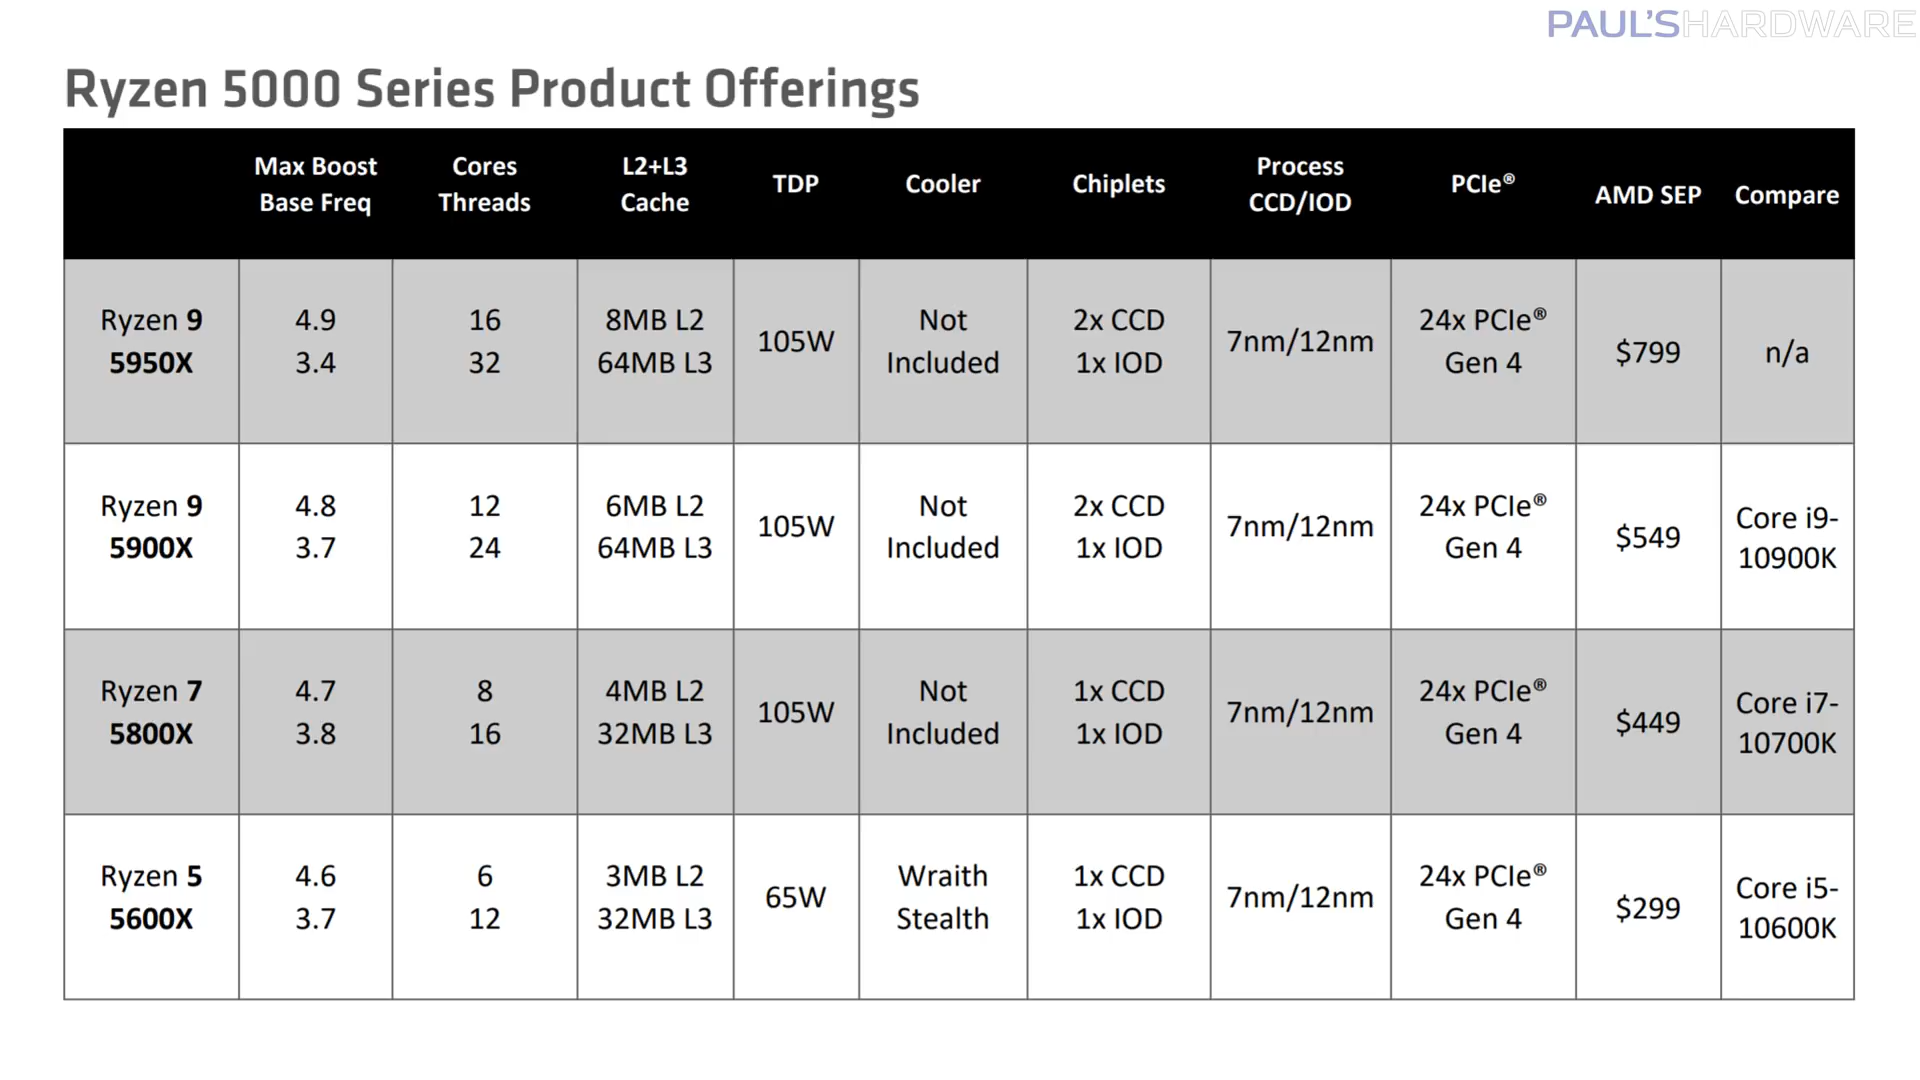 PAUL'SHARDWARE
Ryzen 5000 Series Product Offerings
Max Boost
Base Freq
Cores
Threads
L2+L3
Cache
TDP
Cooler
Chiplets
Process
CCD/IOD
PCIe®
AMD SEP
Compare
Ryzen 9
5950X
4.9
3.4
16
32
8MB L2
64MB L3
105W
Not
Included
2x CCD
1x IOD
7nm/12nm
24x PCIe®
Gen 4
$799
n/a
Ryzen 9
5900X
4.8
3.7
12
24
6MB L2
64MB L3
105W
Not
Included
2x CCD
1x IOD
7nm/12nm
24x PCIe®
Gen 4
$549
Core i9-
10900K
Ryzen 7
5800X
4.7
3.8
8
16
4MB L2
32MB L3
105W
Not
Included
1x CCD
1x IOD
7nm/12nm
24x PCIe®
Gen 4
$449
Core i7-
10700K
Ryzen 5
5600X
4.6
3.7
6
12
3MB L2
32MB L3
65W
Wraith
Stealth
1x CCD
1x IOD
7nm/12nm
24x PCIe®
Gen 4
$299
Core i5-
10600K